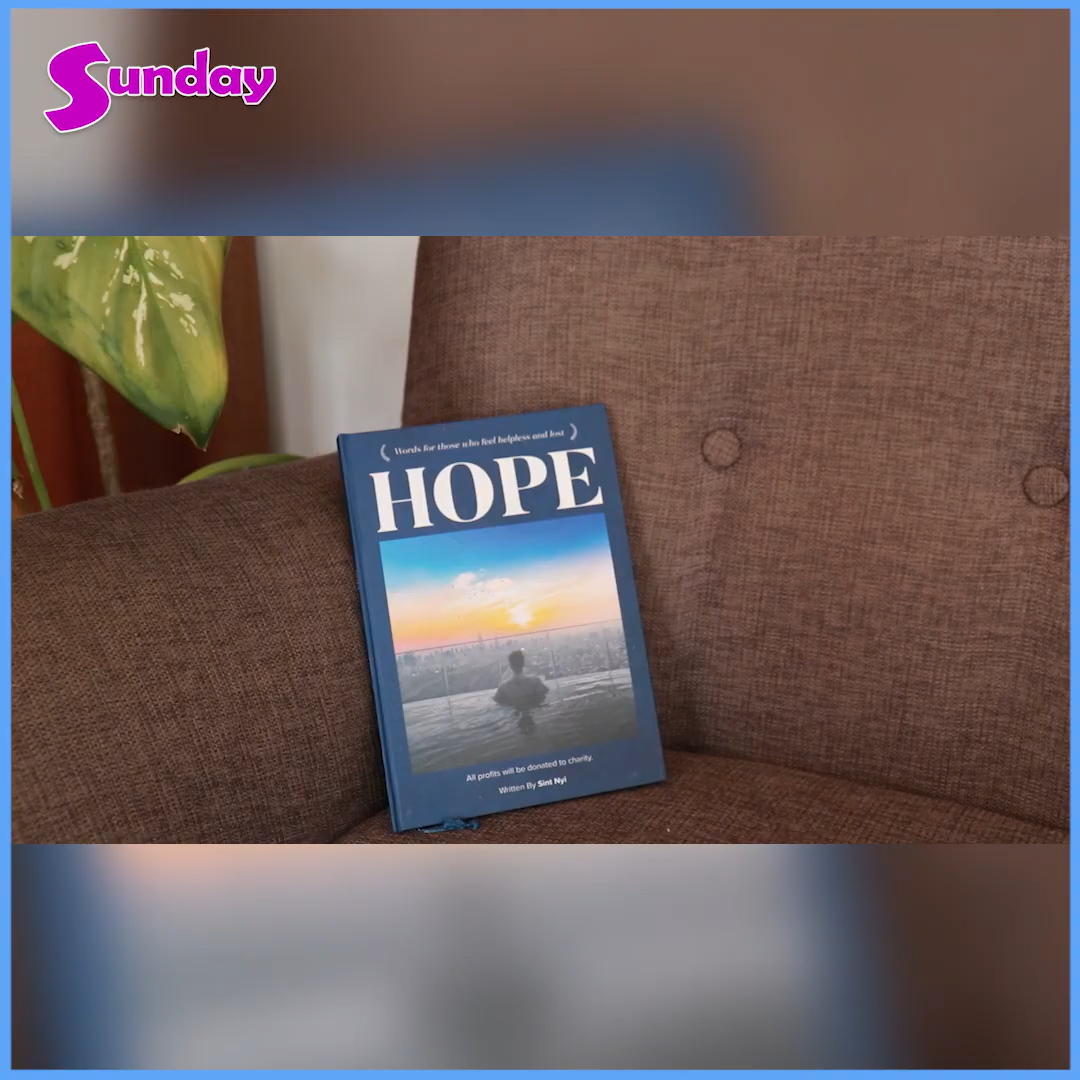 Sunday
Words for those who feel helpless and lost
HOPE
All profits will be donated to charity.
Written By Sint Nyi